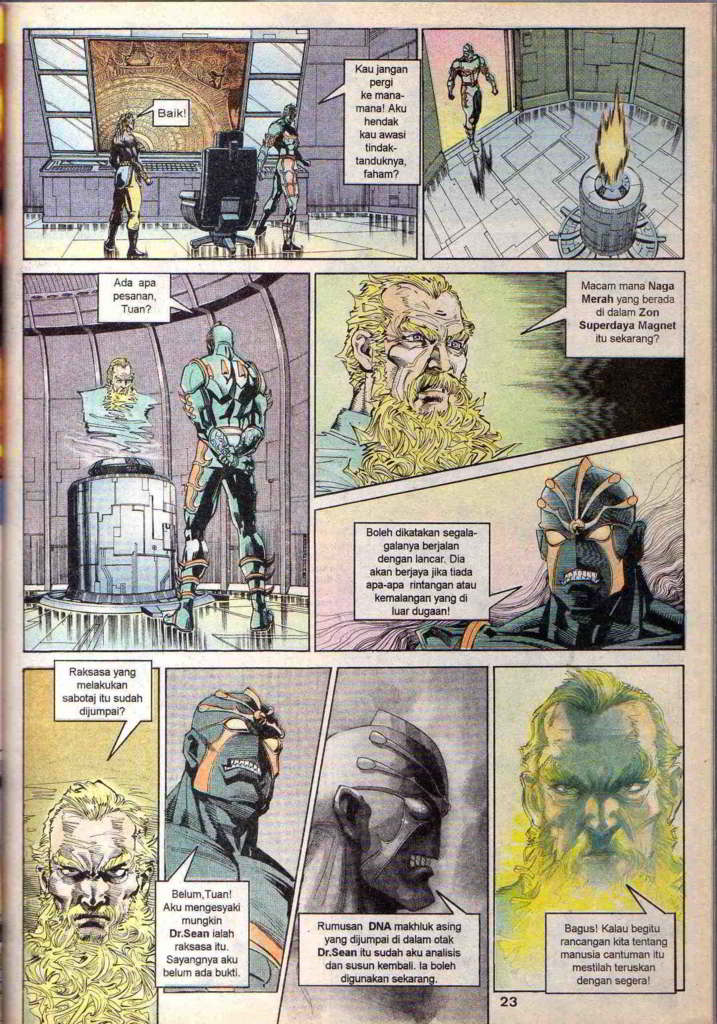 Kau jangan
pergi
ke mana-
mana! Aku
hendak
kau awasi
tindak-
tanduknya,
faham?
Baik!
Ada apa
pesanan,
Tuan?
Macam mana Naga
Merah yang berada
di dalam Zon
Superdaya Magnet
itu sekarang?
Boleh dikatakan segala-
galanya berjalan
dengan lancar. Dia
akan berjaya jika tiada
apa-apa rintangan atau
kemalangan yang di
luar dugaan!
Raksasa yang
melakukan
sabotaj itu sudah
dijumpai?
Belum,Tuan!
Aku mengesyaki
mungkin
Dr.Sean ialah
raksasa itu.
Sayangnya aku
belum ada bukti.
Rumusan DNA makhluk asing
yang dijumpai di dalam otak
Dr.Sean itu sudah aku analisis
dan susun kembali. Ia boleh
digunakan sekarang.
Bagus! Kalau begitu
rancangan kita tentang
manusia cantuman itu
mestilah teruskan
dengan segera!
23